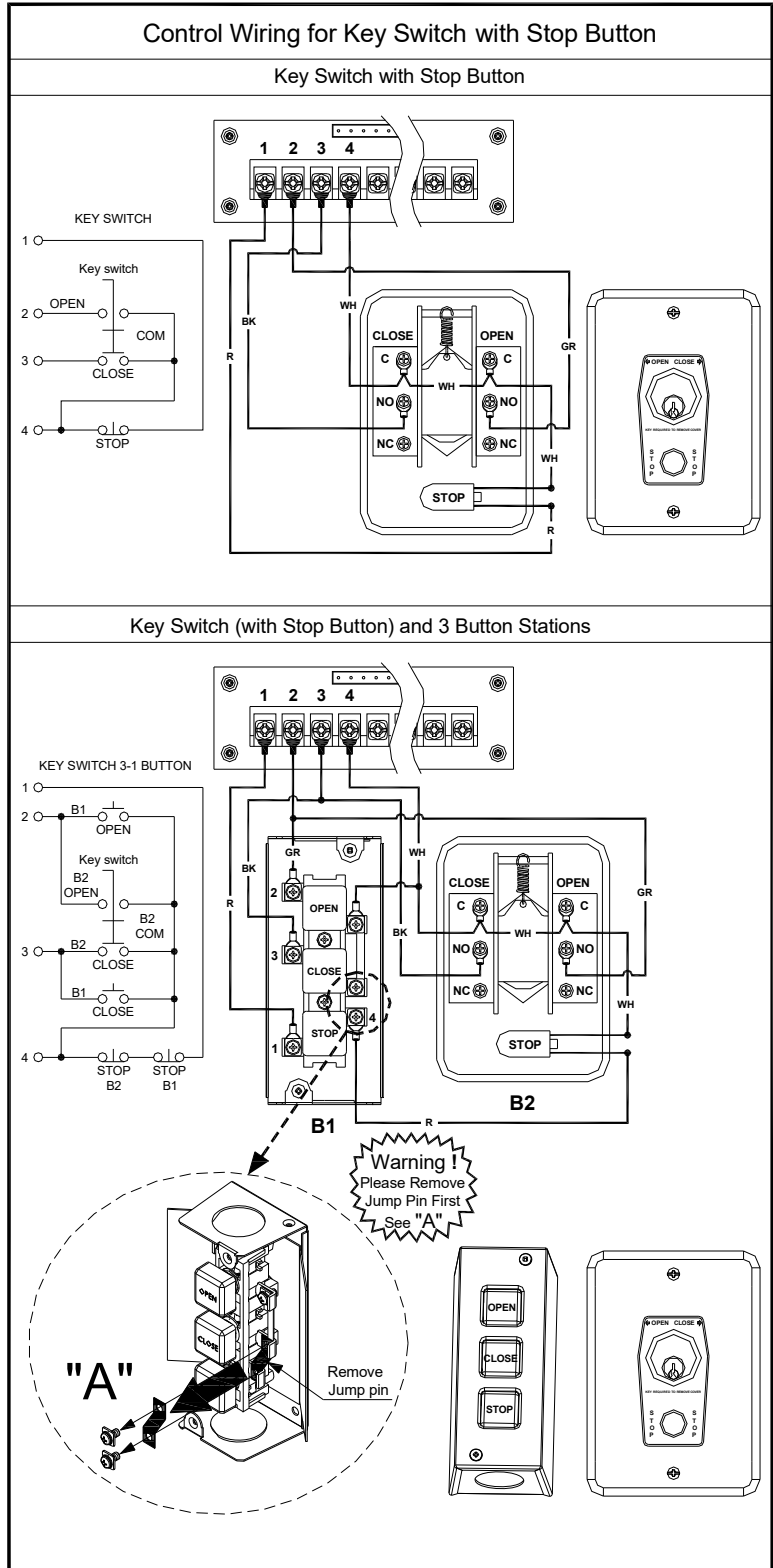 Control Wiring for Key Switch with Stop Button
Key Switch with Stop Button
1 2 3 4
KEY SWITCH
1
Key switch
2 OPEN
COM
3
CLOSE
4
STOP
R
BK
WH
GR
CLOSE OPEN
C C
WH
NO NO
NC NC
WH
STOP
R
OPEN CLOSE
KEY REQUIRED TO REMOVE COVER
STOP
STOP
Key Switch (with Stop Button) and 3 Button Stations
1 2 3 4
KEY SWITCH 3-1 BUTTON
1
2 B1
OPEN
Key switch
B2
OPEN
B2
COM
3 B2
CLOSE
B1
CLOSE
4
STOP STOP
B2 B1
R
BK
GR
WH
2
OPEN
3
CLOSE
4
STOP
1
B1
BK
GR
CLOSE OPEN
C C
WH
NO NO
NC NC
WH
STOP
B2
R
Warning !
Please Remove
Jump Pin First
See "A"
OPEN
CLOSE
"A"
Remove
Jump pin
OPEN
CLOSE
STOP
OPEN CLOSE
KEY REQUIRED TO REMOVE COVER
STOP
STOP